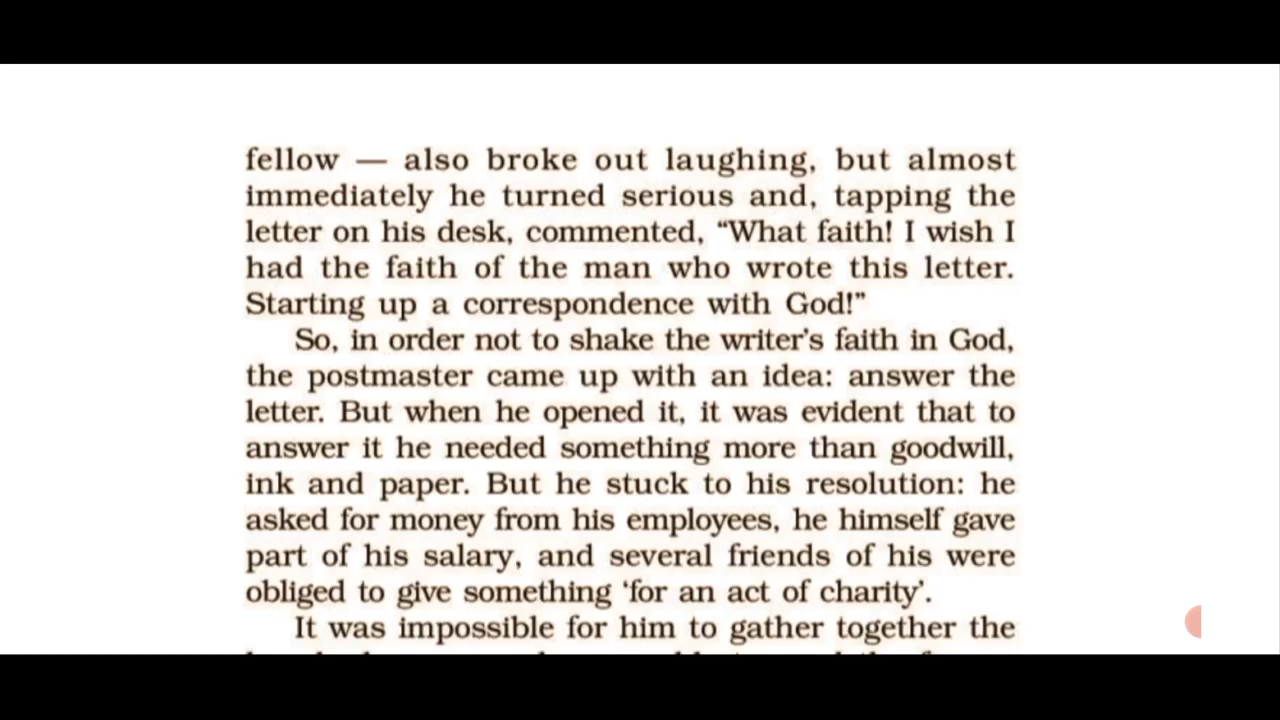 fellow — also broke out laughing, but almost
immediately he turned serious and, tapping the
letter on his desk, commented, “What faith! I wish I
had the faith of the man who wrote this letter.
Starting up a correspondence with God!”
So, in order not to shake the writer’s faith in God,
the postmaster came up with an idea: answer the
letter. But when he opened it, it was evident that to
answer it he needed something more than goodwill,
ink and paper. But he stuck to his resolution: he
asked for money from his employees, he himself gave
part of his salary, and several friends of his were
obliged to give something ‘for an act of charity’.
It was impossible for him to gather together the